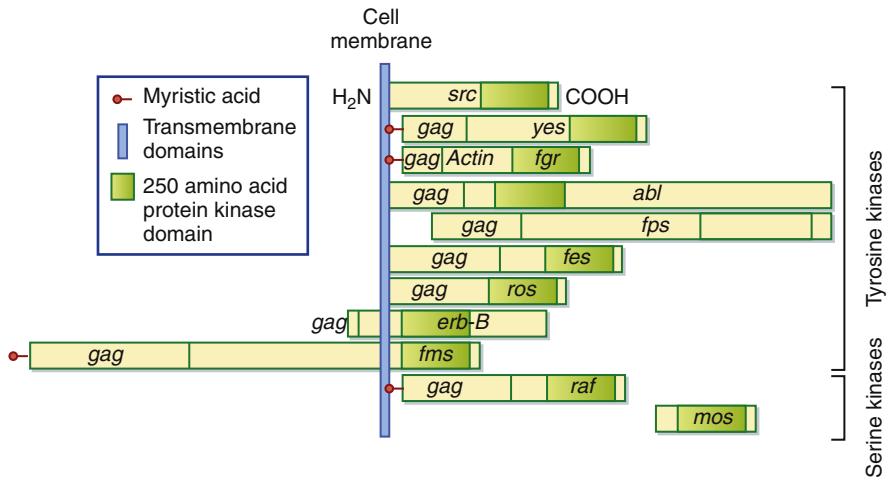 Cell
membrane
Myristic acid
Transmembrane
domains
250 amino acid
protein kinase
domain
H₂N src COOH
gag yes
gag Actin fgr
gag abl
gag fps
gag fes
gag ros
gag erb-B
gag fms
gag raf
mos
Tyrosine kinases
Serine kinases